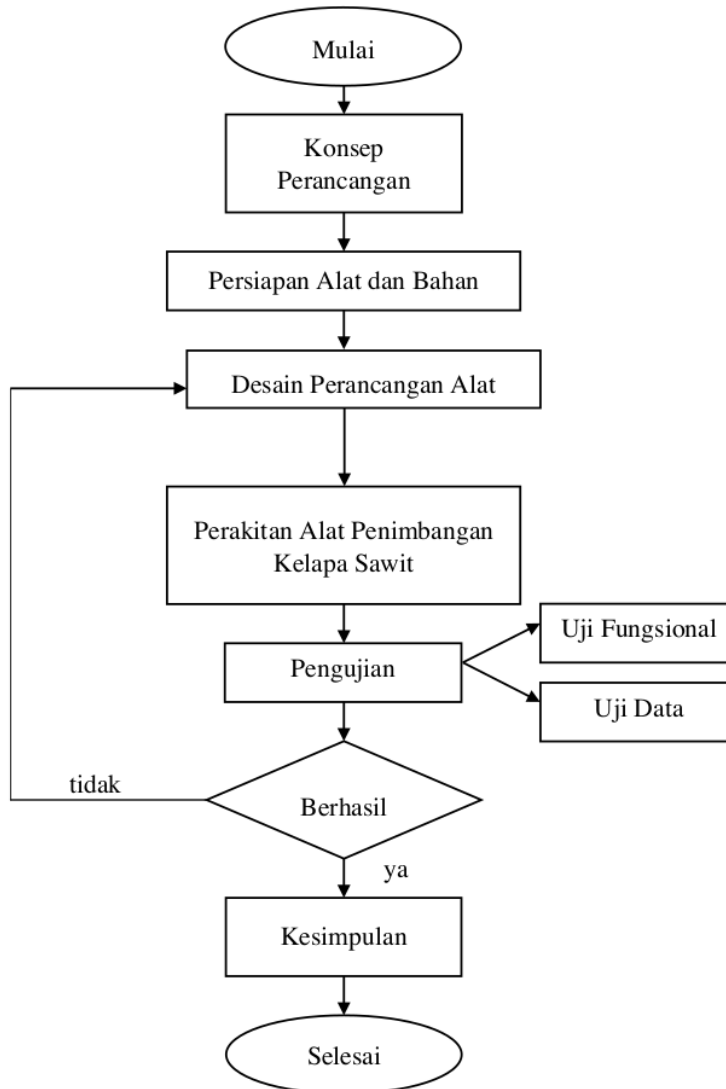 Mulai
Konsep
Perancangan
Persiapan Alat dan Bahan
Desain Perancangan Alat
Perakitan Alat Penimbangan
Kelapa Sawit
Pengujian
Uji Fungsional
Uji Data
Berhasil
tidak
ya
Kesimpulan
Selesai